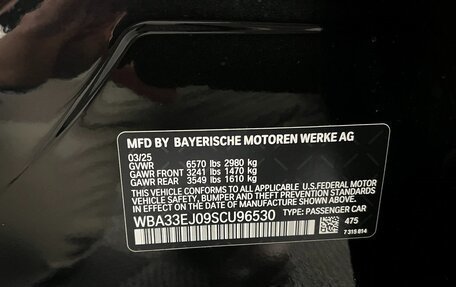 MFD BY BAYERISCHE MOTOREN WERKE AG
03/25
GVWR 6570 lbs 2980 kg
GAWR FRONT 3241 lbs 1470 kg
GAWR REAR 3549 lbs 1610 kg
THIS VEHICLE CONFORMS TO ALL APPLICABLE U.S. FEDERAL MOTOR
VEHICLE SAFETY, BUMPER, AND THEFT PREVENTION STANDARDS
IN EFFECT ON THE DATE OF MANUFACTURE SHOWN ABOVE.
WBA33EJ09SCU96530 TYPE: PASSENGER CAR
475
7 315 814